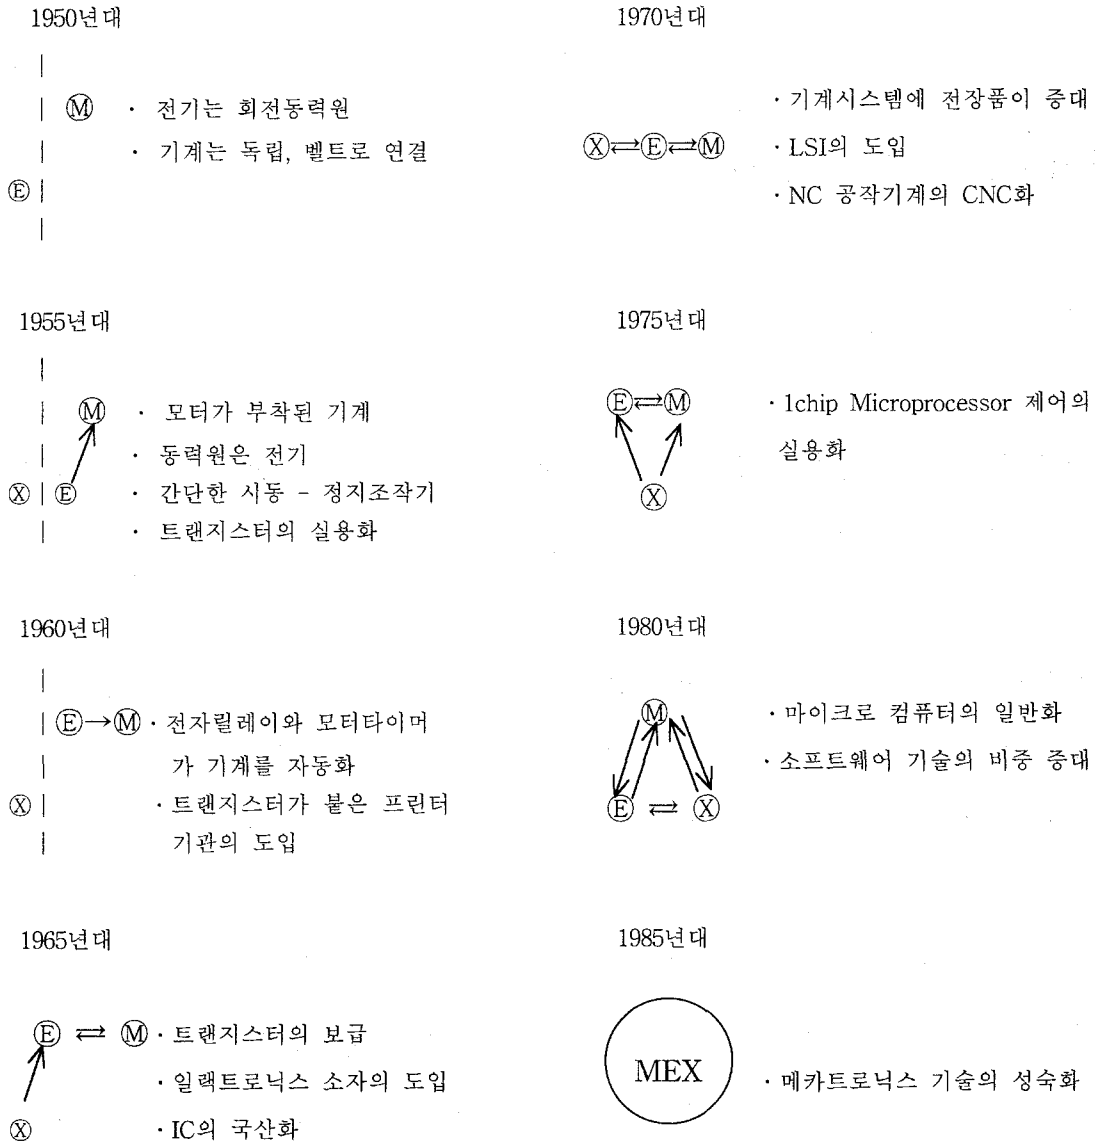 1950년대
Ⓜ · 전기는 회전동력원
· 기계는 독립, 벨트로 연결
Ⓔ
1955년대
Ⓜ · 모터가 부착된 기계
· 동력원은 전기
Ⓧ Ⓔ · 간단한 시동 - 정지조작기
· 트랜지스터의 실용화
1960년대
Ⓔ→Ⓜ · 전자릴레이와 모터타이머
가 기계를 자동화
Ⓧ · 트랜지스터가 붙은 프린터
기관의 도입
1965년대
Ⓔ ⇄ Ⓜ · 트랜지스터의 보급
· 일랙트로닉스 소자의 도입
Ⓧ · IC의 국산화
1970년대
· 기계시스템에 전장품이 증대
Ⓧ⇄Ⓔ⇄Ⓜ · LSI의 도입
· NC 공작기계의 CNC화
1975년대
Ⓔ⇄Ⓜ · 1chip Microprocessor 제어의
실용화
Ⓧ
1980년대
Ⓜ · 마이크로 컴퓨터의 일반화
· 소프트웨어 기술의 비중 증대
Ⓔ ⇄ Ⓧ
1985년대
MEX · 메카트로닉스 기술의 성숙화